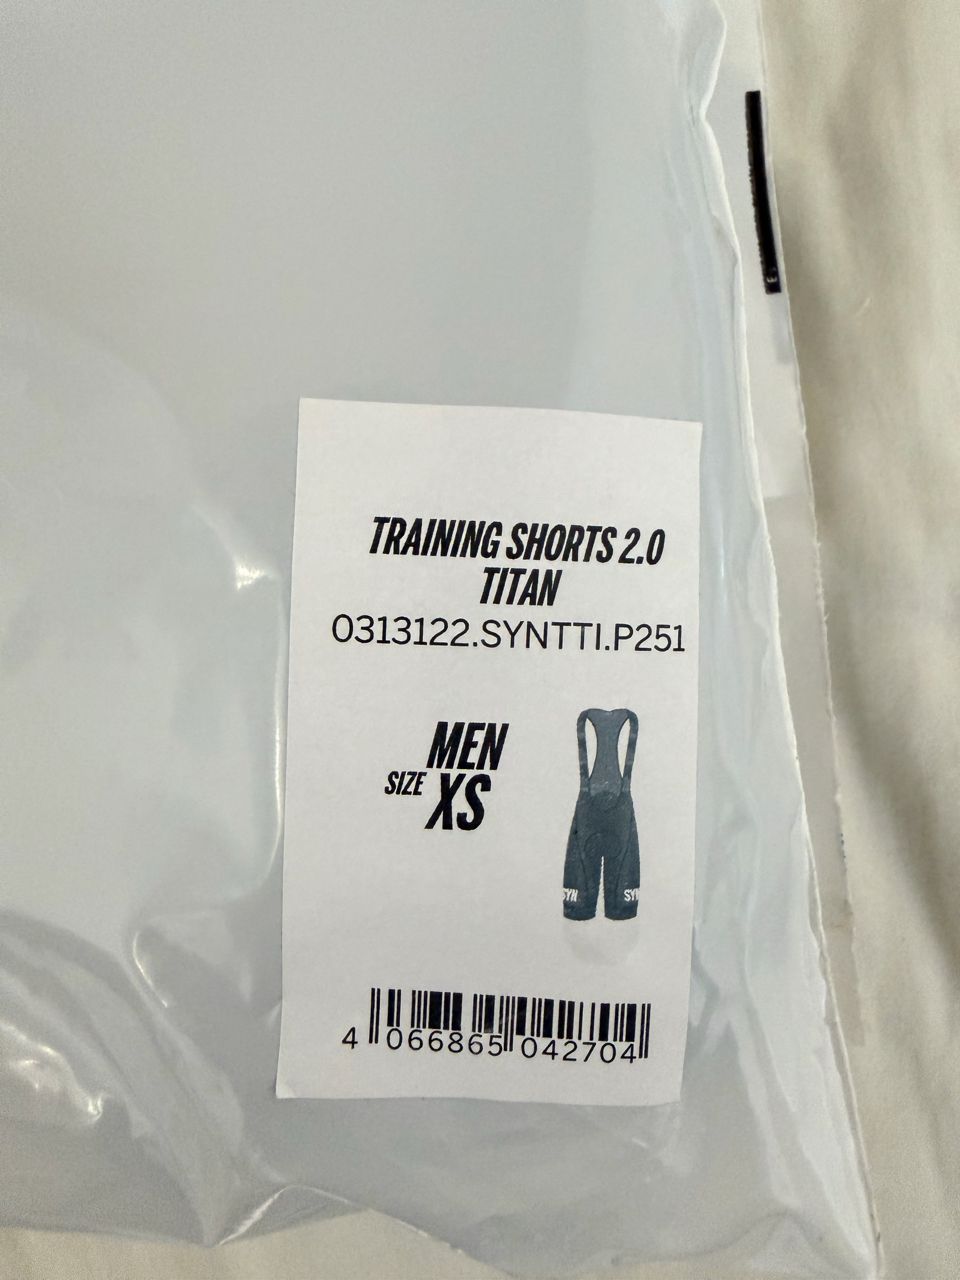 TRAINING SHORTS 2.0
TITAN
0313122.SYNTTI.P251
MEN
SIZE XS
SYN SYN
4 066865 042704